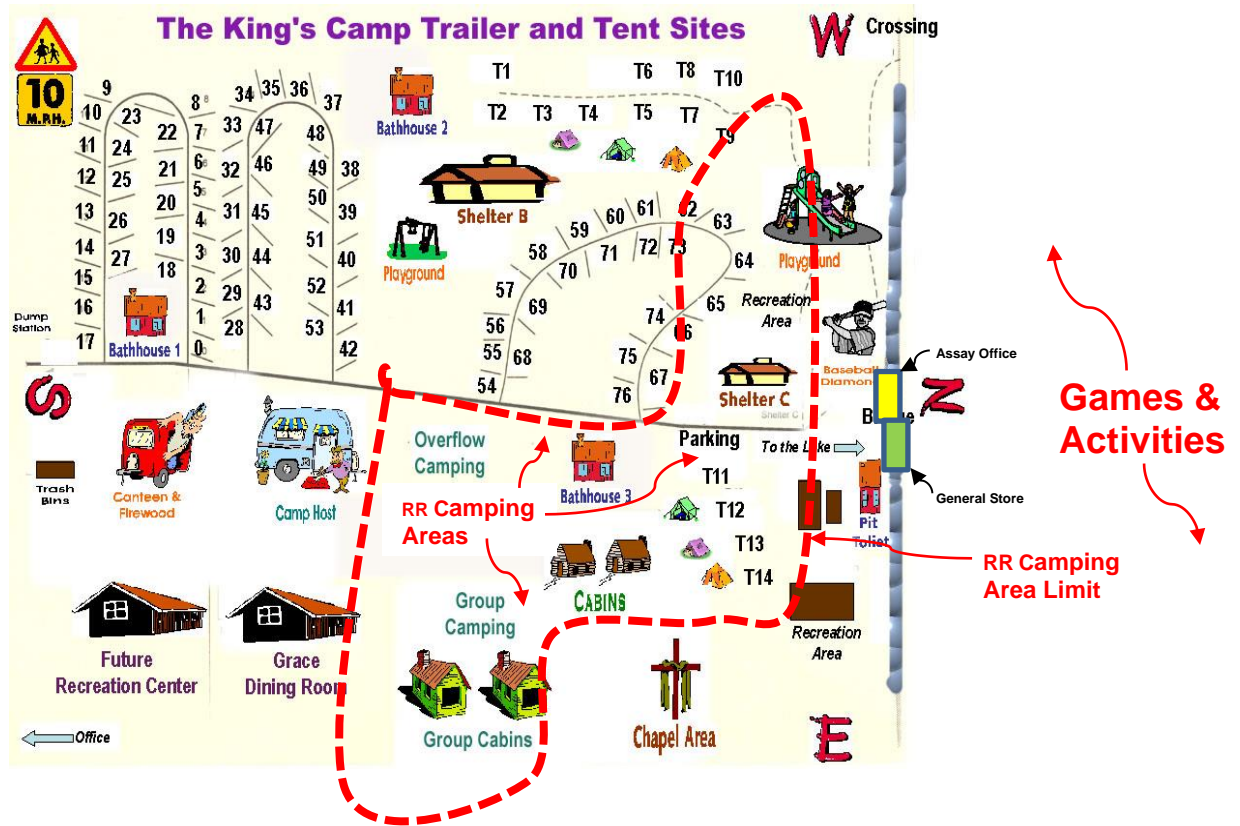 The King's Camp Trailer and Tent Sites
W
Crossing
10
M.P.H.
9
10
11
12
13
14
15
16
17
23
24
25
26
27
22
21
20
19
18
8
7
6
5
4
3
2
1
0
34
35
36
37
33
32
31
30
29
28
47
46
45
44
43
48
49
50
51
52
53
38
39
40
41
42
Bathhouse 2
T1
T6
T8
T10
T2
T3
T4
T5
T7
T9
Shelter B
Playground
59
60
61
62
63
58
71
72
73
64
57
70
69
65
56
74
66
55
68
75
67
54
76
Playground
Recreation
Area
Baseball
Shelter C
Shelter C
Dump
Station
Bathhouse 1
Assay Office
N
General Store
Games &
Activities
S
Trash
Bins
Canteen &
Firewood
Camp Host
Overflow
Camping
Bathhouse 3
Parking
To the Lake
T11
T12
T13
T14
RR Camping
Areas
Pit
Toliet
RR Camping
Area Limit
CABINS
Group
Camping
Recreation
Area
Future
Recreation Center
Grace
Dining Room
Group Cabins
Chapel Area
E
Office